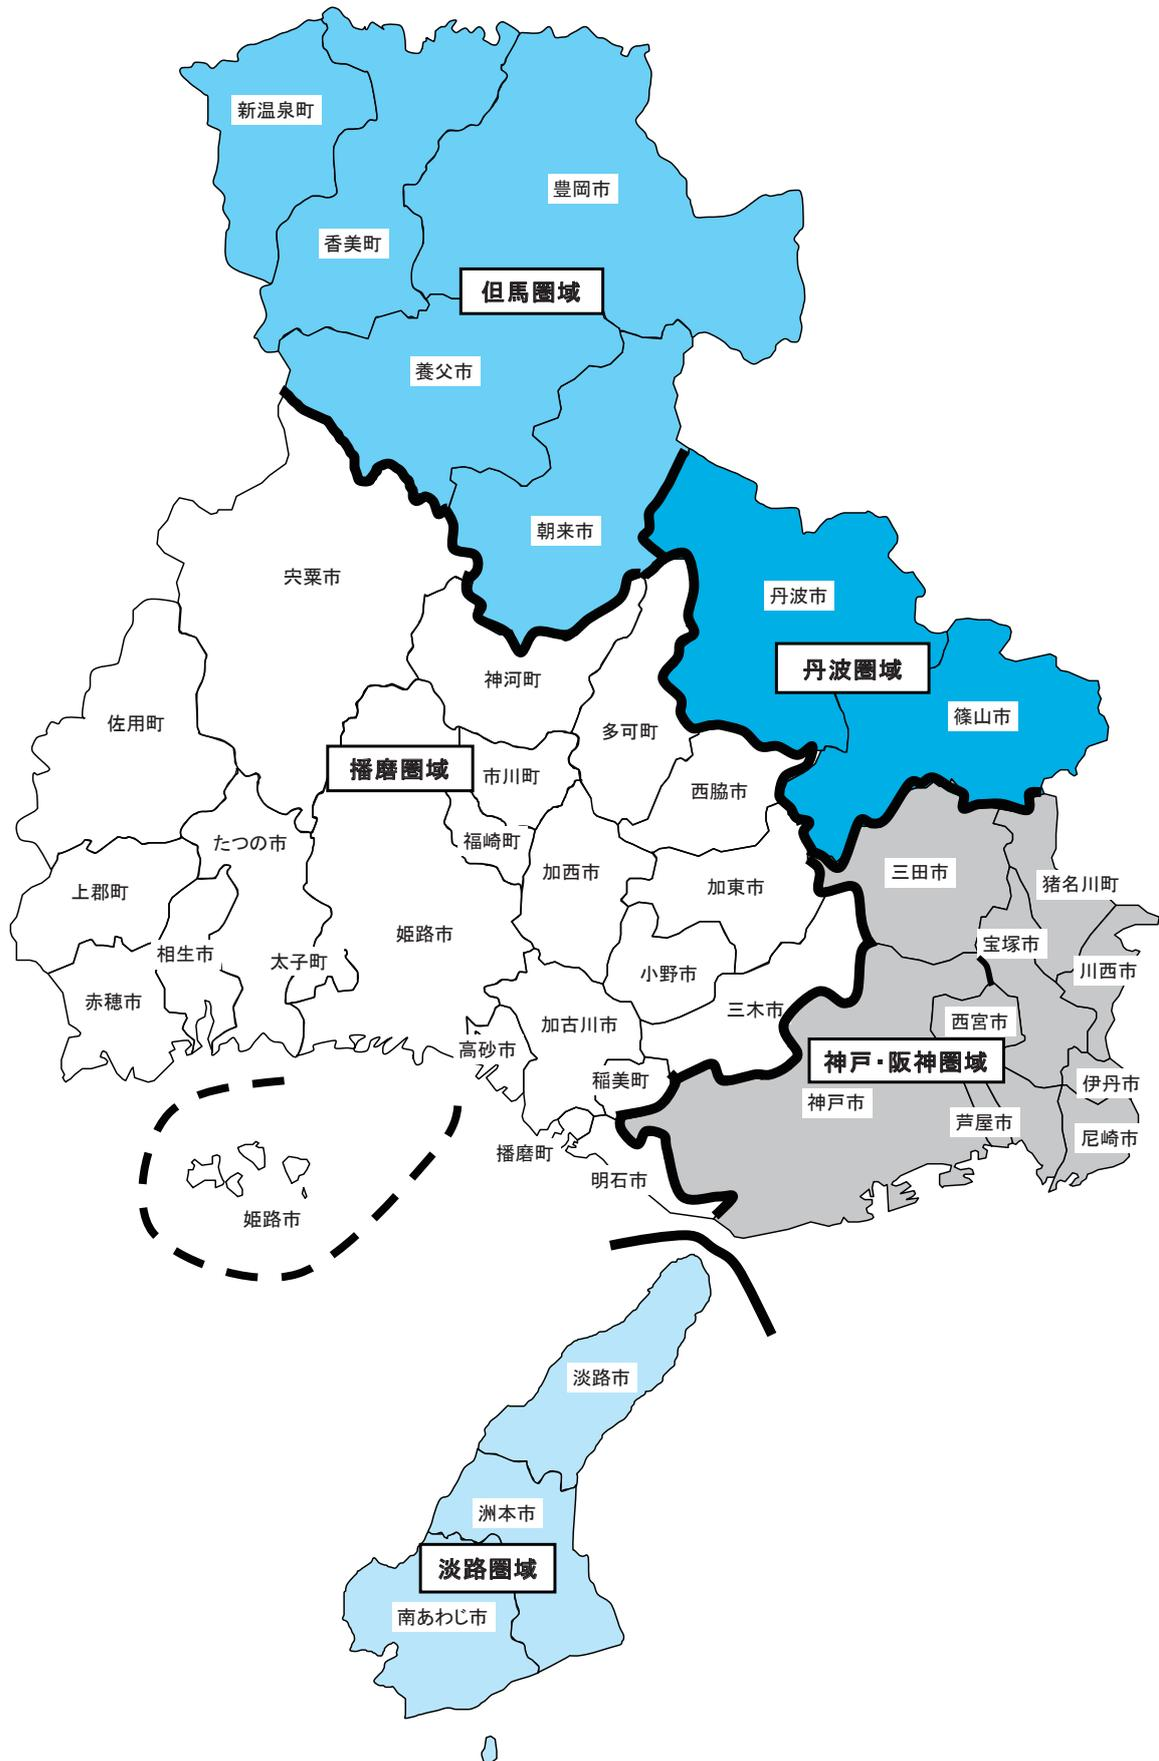 新温泉町
豊岡市
香美町
但馬圏域
養父市
朝来市
宍粟市
丹波市
丹波圏域
神河町
篠山市
佐用町
多可町
播磨圏域
市川町
西脇市
たつの市
福崎町
加西市
三田市
加東市
猪名川町
上郡町
姫路市
宝塚市
相生市
太子町
小野市
川西市
赤穂市
三木市
加古川市
西宮市
高砂市
神戸・阪神圏域
稲美町
伊丹市
神戸市
芦屋市
尼崎市
播磨町
明石市
姫路市
淡路市
洲本市
淡路圏域
南あわじ市